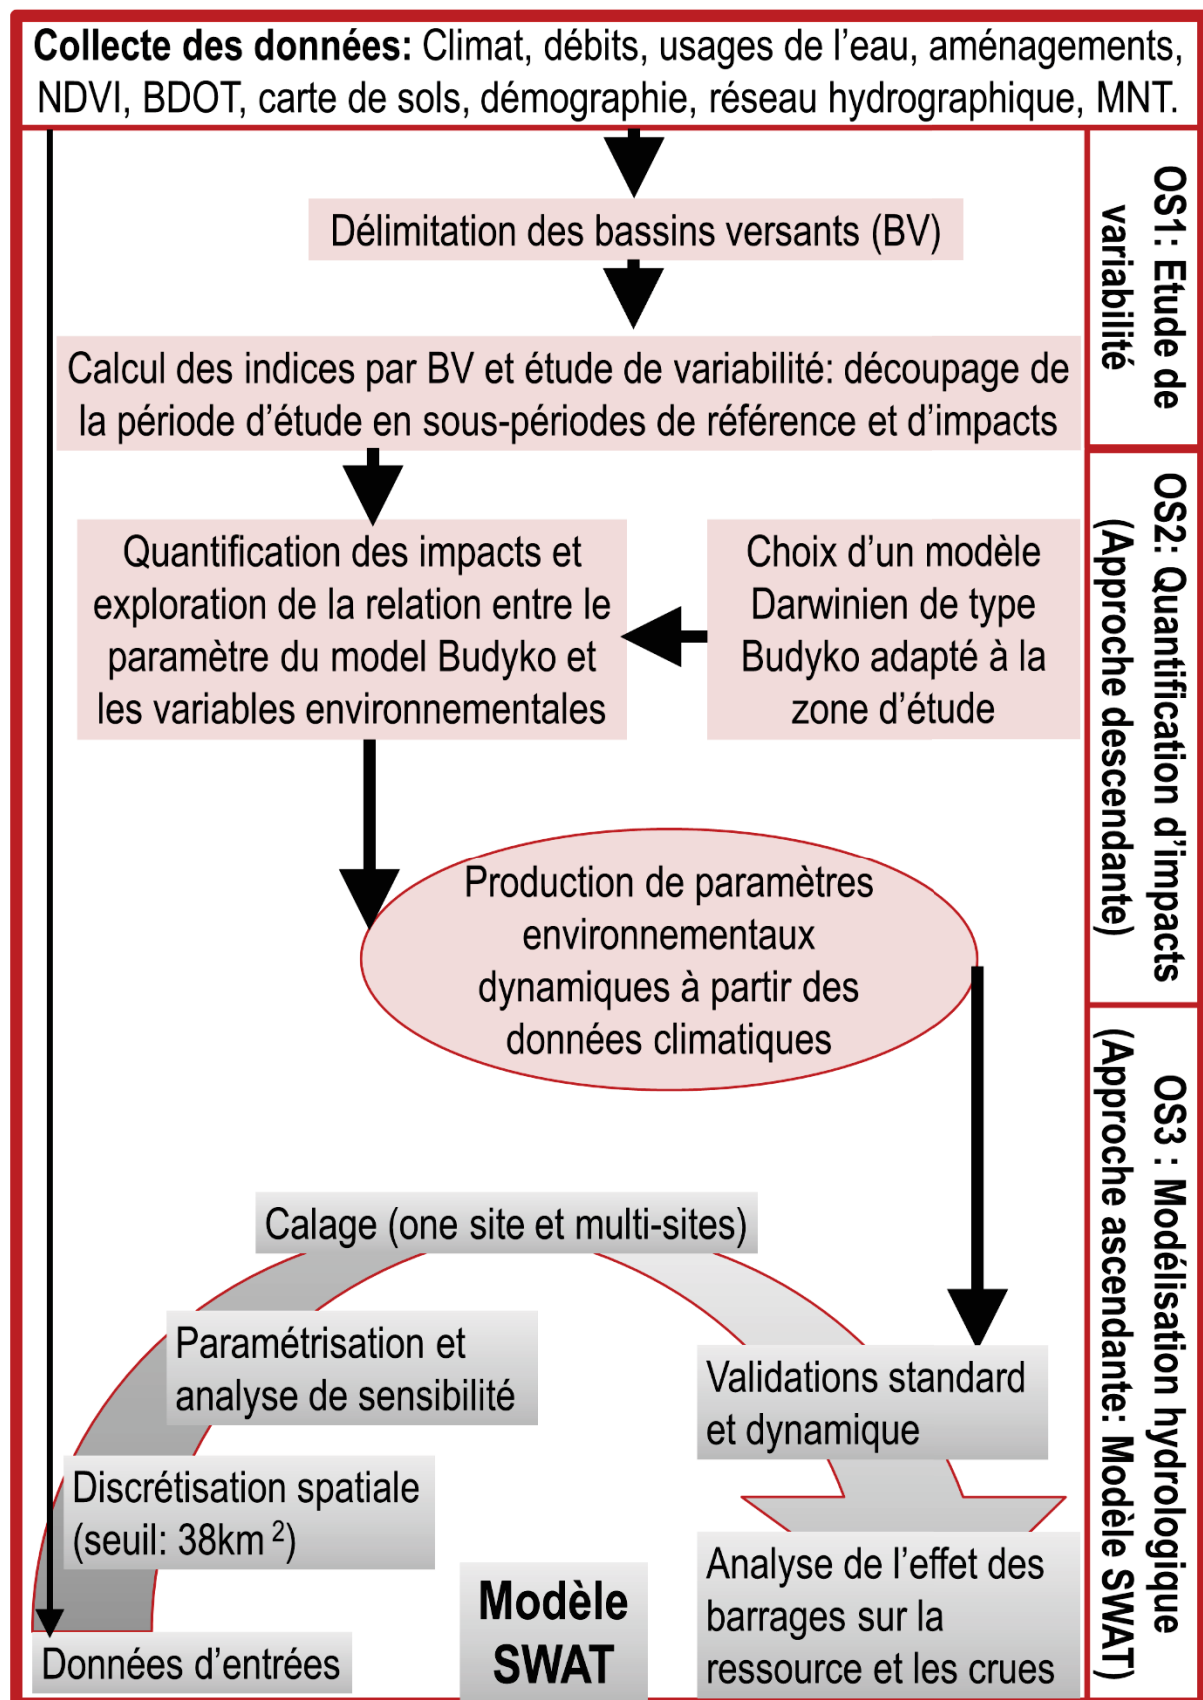 Collecte des données: Climat, débits, usages de l'eau, aménagements,
NDVI, BDOT, carte de sols, démographie, réseau hydrographique, MNT.
OS1: Etude de
variabilité
Délimitation des bassins versants (BV)
Calcul des indices par BV et étude de variabilité: découpage de
la période d'étude en sous-périodes de référence et d'impacts
OS2: Quantification d'impacts
(Approche descendante)
Quantification des impacts et
exploration de la relation entre le
paramètre du model Budyko et
les variables environnementales
Choix d'un modèle
Darwinien de type
Budyko adapté à la
zone d'étude
Production de paramètres
environnementaux
dynamiques à partir des
données climatiques
OS3 : Modélisation hydrologique
(Approche ascendante: Modèle SWAT)
Calage (one site et multi-sites)
Paramétrisation et
analyse de sensibilité
Validations standard
et dynamique
Discrétisation spatiale
(seuil: 38km ²)
Analyse de l'effet des
barrages sur la
ressource et les crues
Modèle
SWAT
Données d'entrées